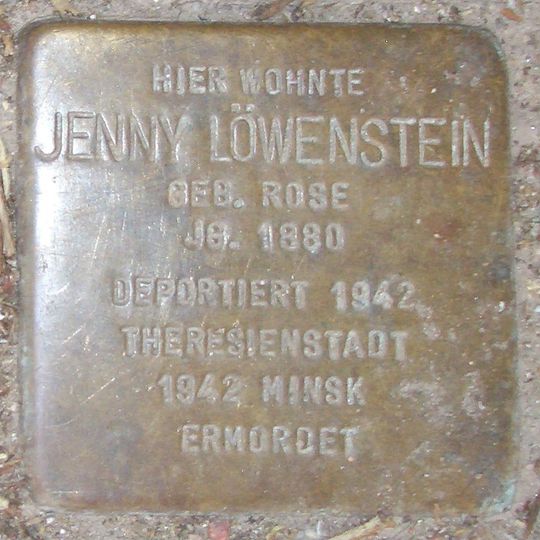 HIER WOHNTE
JENNY LÖWENSTEIN
GEB. ROSE
JG. 1880
DEPORTIERT 1942
THERESIENSTADT
1942 MINSK
ERMORDET